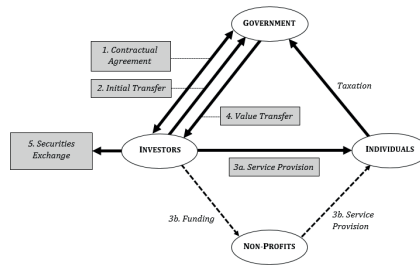 GOVERNMENT
1. Contractual
Agreement
2. Initial Transfer
Taxation
4. Value Transfer
5. Securities
Exchange
INVESTORS
INDIVIDUALS
3a. Service Provision
3b. Funding
3b. Service
Provision
NON-PROFITS